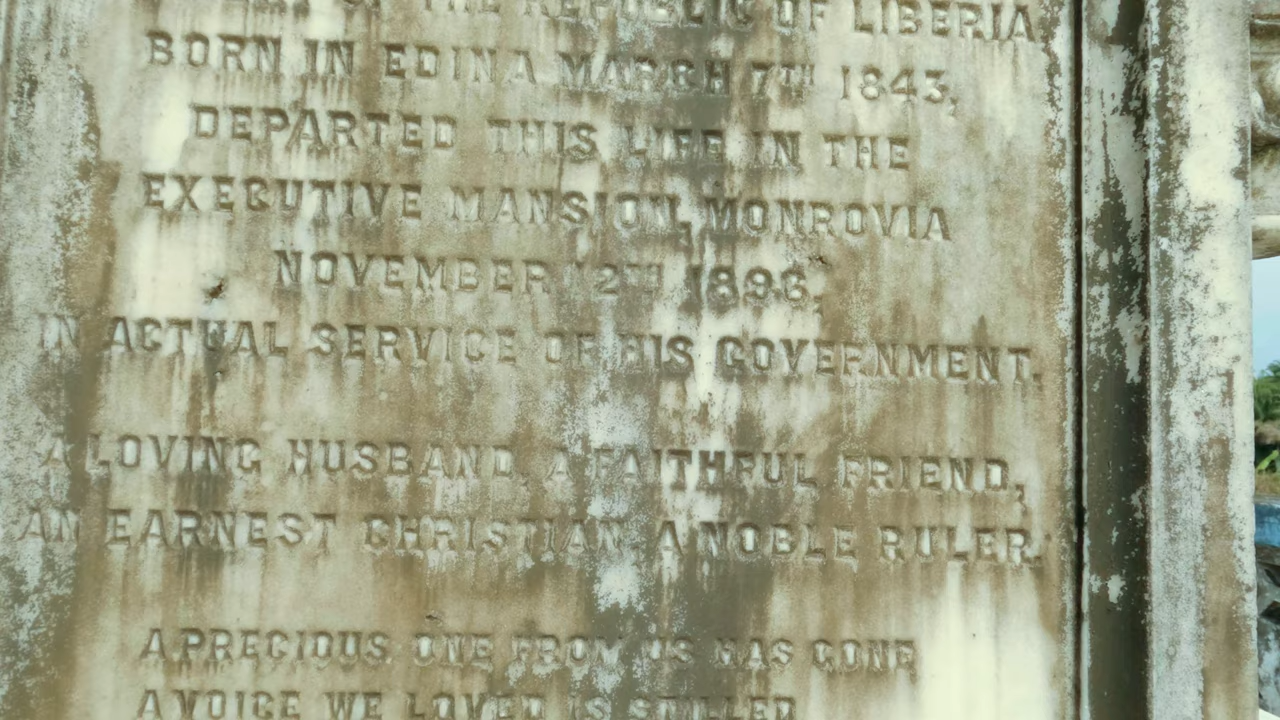 THE REPUBLIC OF LIBERIA
BORN IN EDINA MARCH 7TH 1843,
DEPARTED THIS LIFE IN THE
EXECUTIVE MANSION, MONROVIA
NOVEMBER 12TH 1896,
IN ACTUAL SERVICE OF HIS GOVERNMENT.
A LOVING HUSBAND, A FAITHFUL FRIEND,
AN EARNEST CHRISTIAN A NOBLE RULER.
A PRECIOUS ONE FROM US HAS GONE
A VOICE WE LOVED IS STILLED